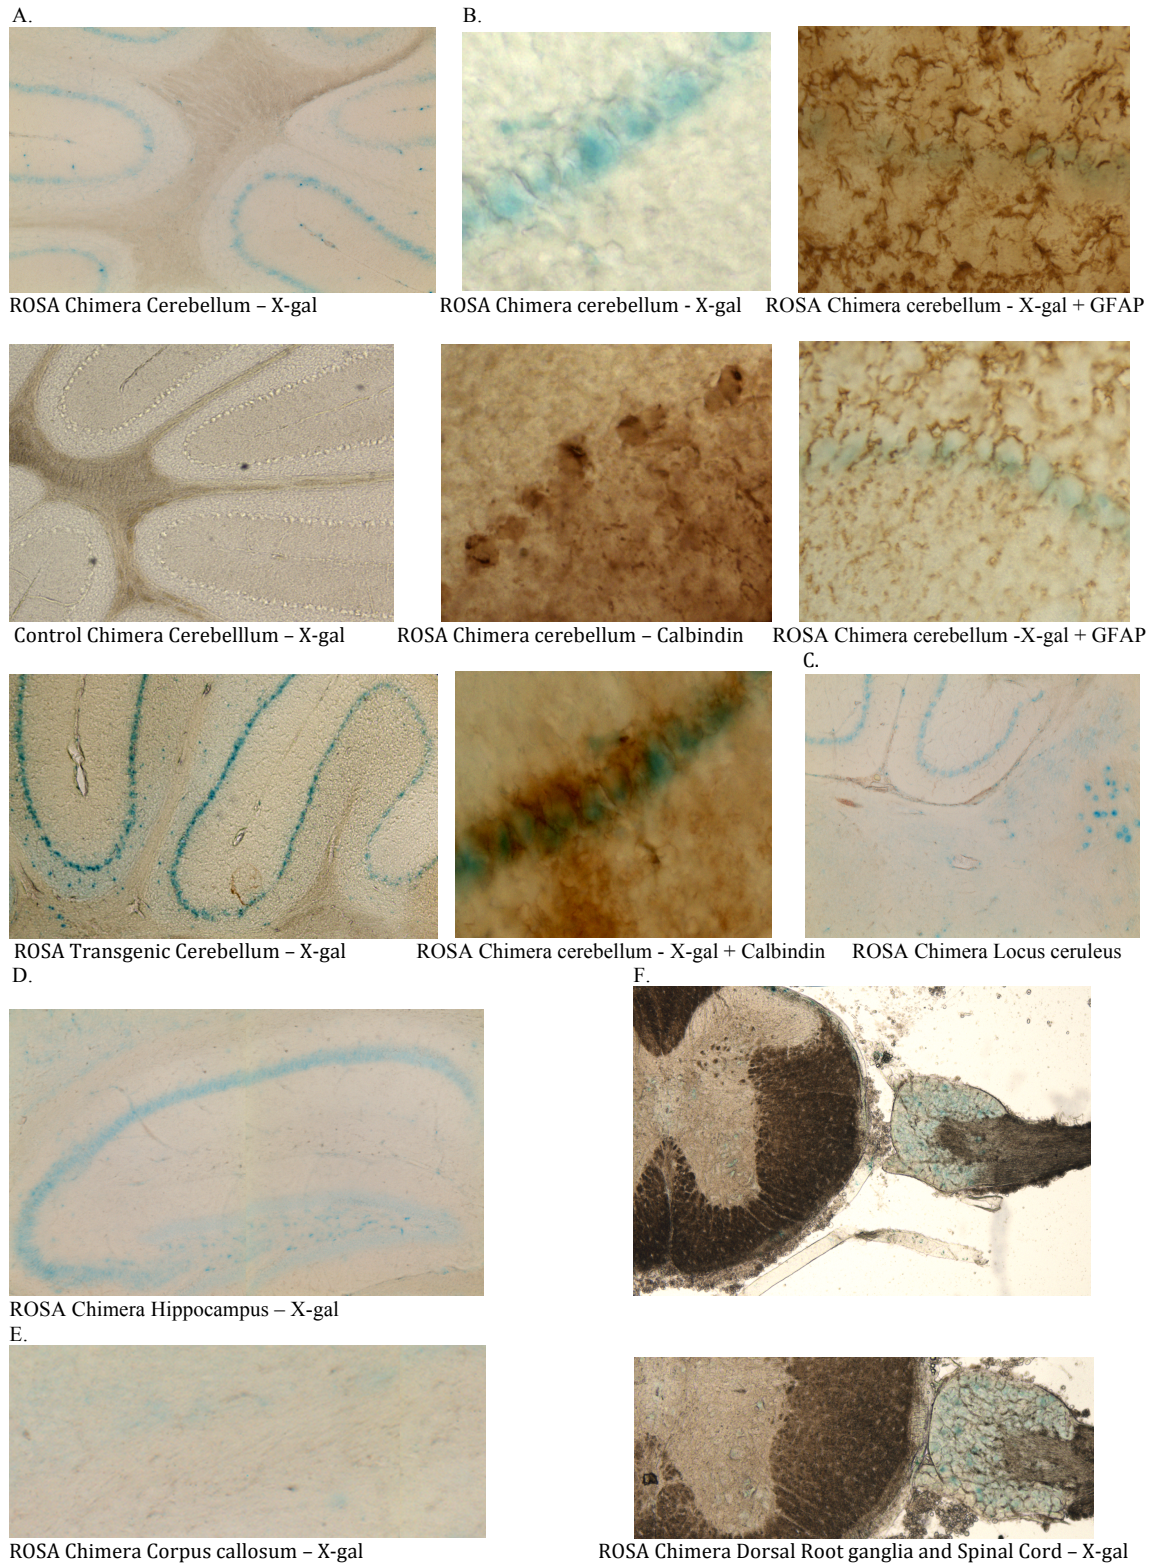 A.
B.
ROSA Chimera Cerebellum – X-gal
ROSA Chimera cerebellum - X-gal
ROSA Chimera cerebellum - X-gal + GFAP
Control Chimera Cerebelllum – X-gal
ROSA Chimera cerebellum – Calbindin
ROSA Chimera cerebellum -X-gal + GFAP
C.
ROSA Transgenic Cerebellum – X-gal
ROSA Chimera cerebellum - X-gal + Calbindin
ROSA Chimera Locus ceruleus
D.
F.
ROSA Chimera Hippocampus – X-gal
E.
ROSA Chimera Corpus callosum – X-gal
ROSA Chimera Dorsal Root ganglia and Spinal Cord – X-gal